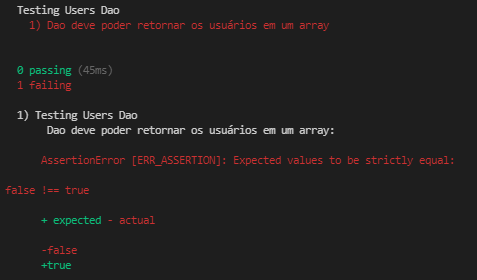 Testing Users Dao
1) Dao deve poder retornar os usuários em um array
0 passing (45ms)
1 failing
1) Testing Users Dao
Dao deve poder retornar os usuários em um array:
AssertionError [ERR_ASSERTION]: Expected values to be strictly equal:
false !== true
+ expected - actual
-false
+true